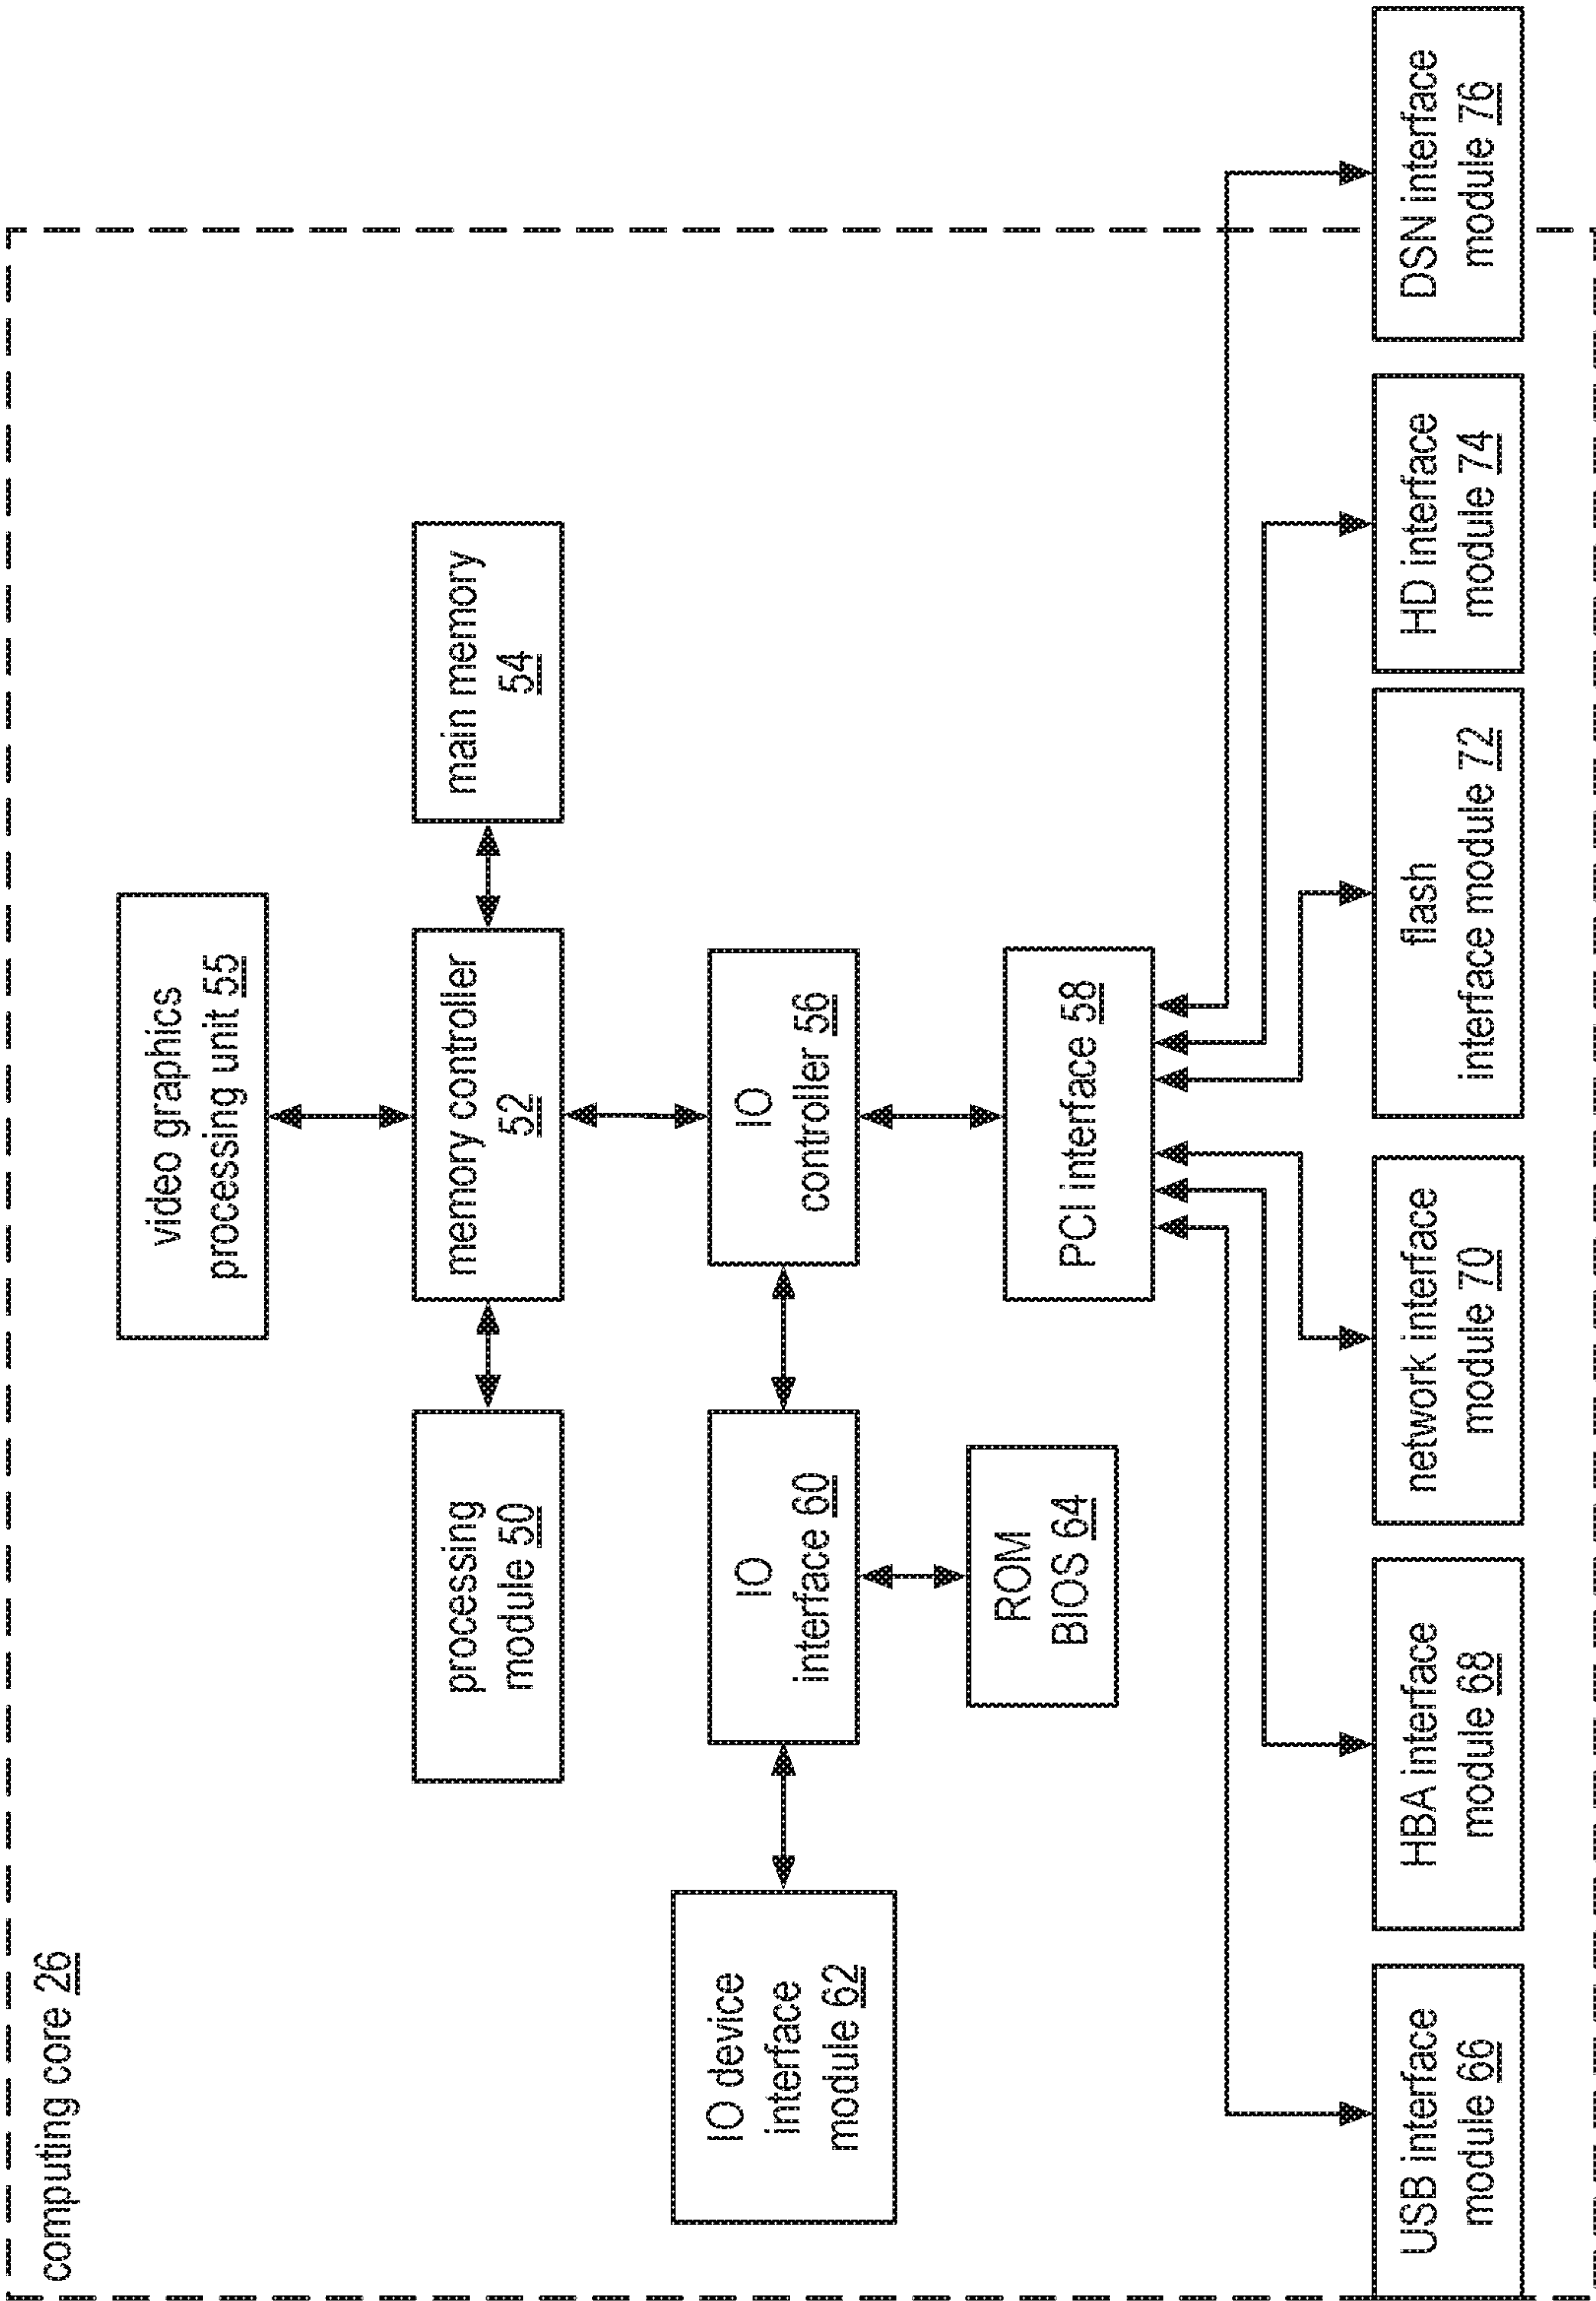 computing core 26
video graphics
processing unit 55
processing
module 50
memory controller
52
main memory
54
IO device
interface
module 62
IO
interface 60
IO
controller 56
ROM
BIOS 64
PCI interface 58
USB interface
module 66
HBA interface
module 68
network interface
module 70
flash
interface module 72
HD interface
module 74
DSN interface
module 76